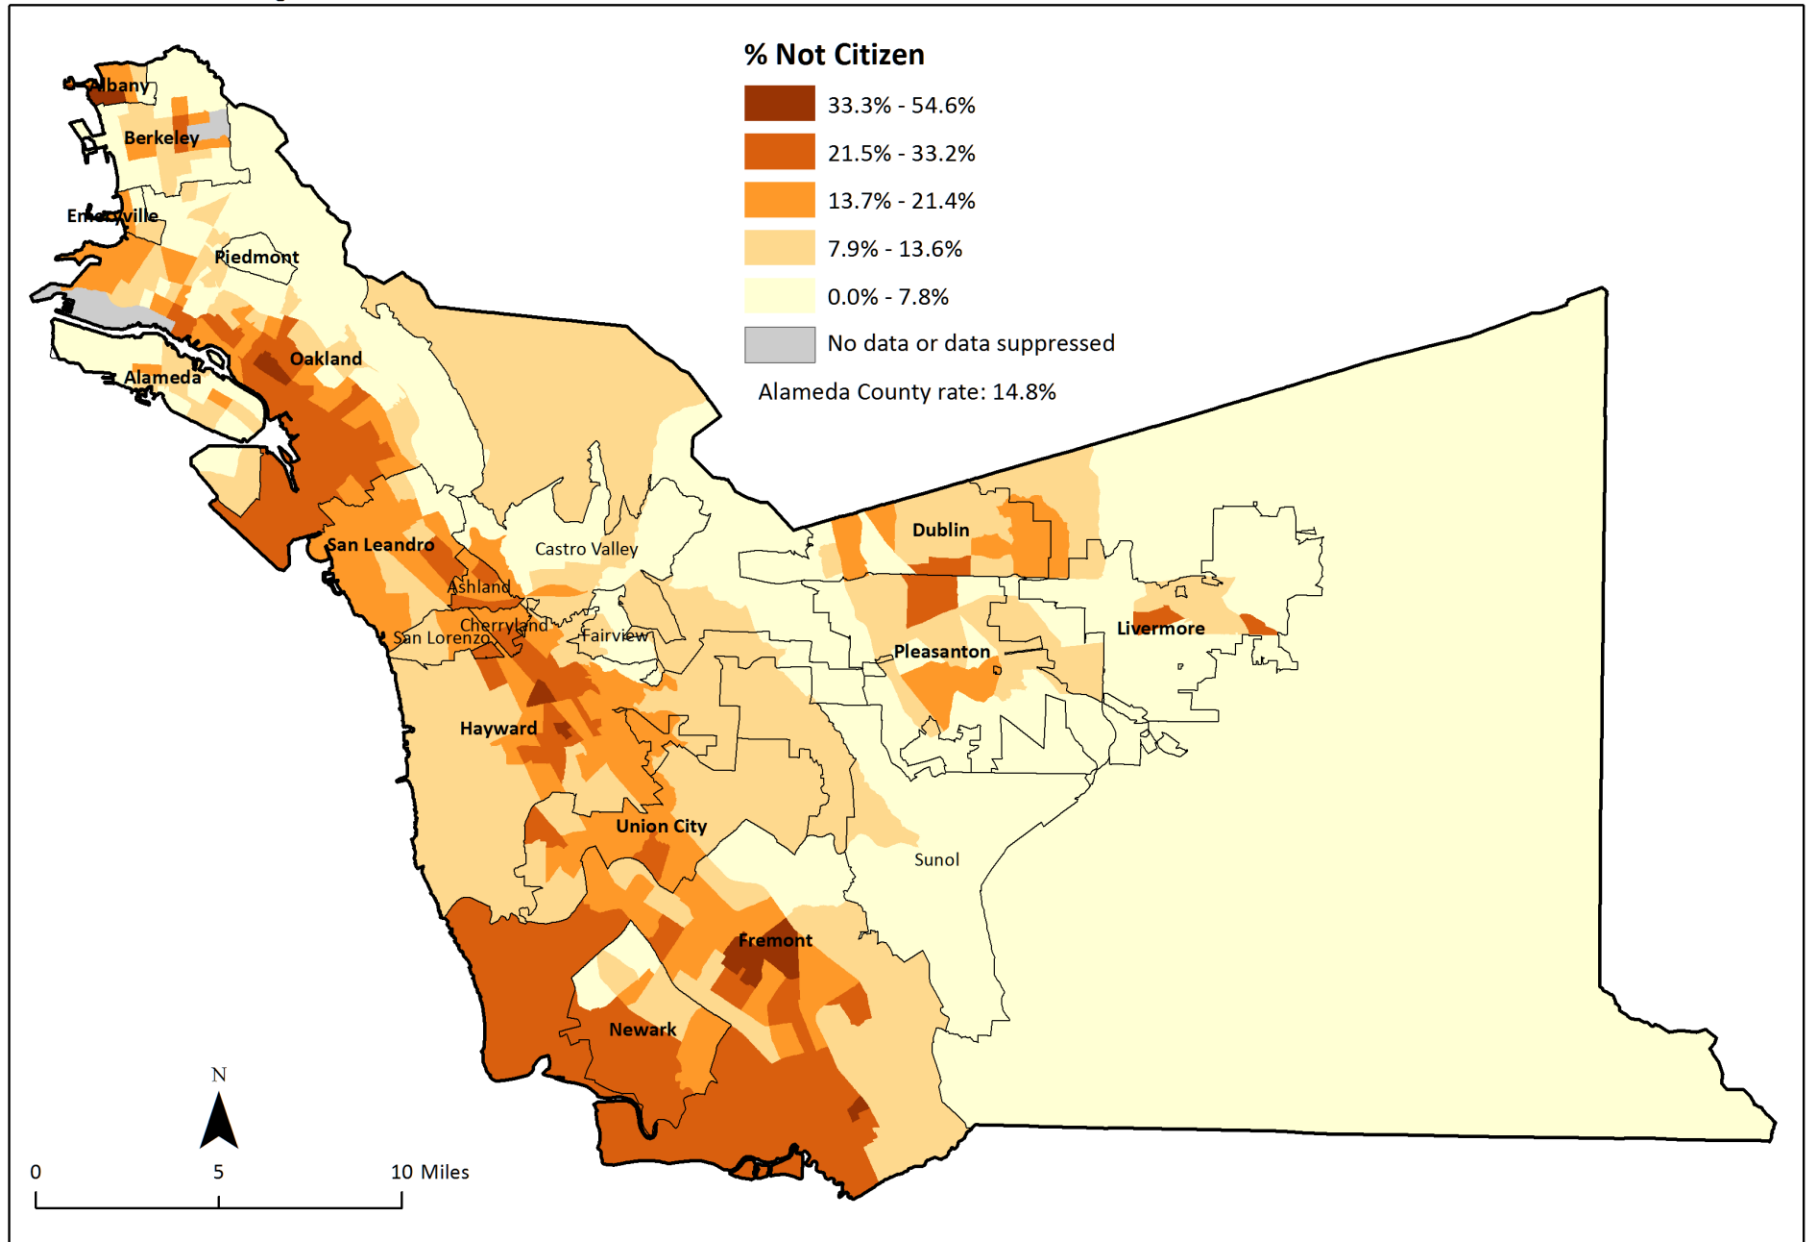 % Not Citizen
33.3% - 54.6%
21.5% - 33.2%
13.7% - 21.4%
7.9% - 13.6%
0.0% - 7.8%
No data or data suppressed
Alameda County rate: 14.8%
Albany
Berkeley
Emeryville
Piedmont
Oakland
Alameda
San Leandro
Castro Valley
Dublin
Ashland
Cherryland
San Lorenzo
Fairview
Livermore
Pleasanton
Hayward
Union City
Sunol
Fremont
Newark
N
0 5 10 Miles